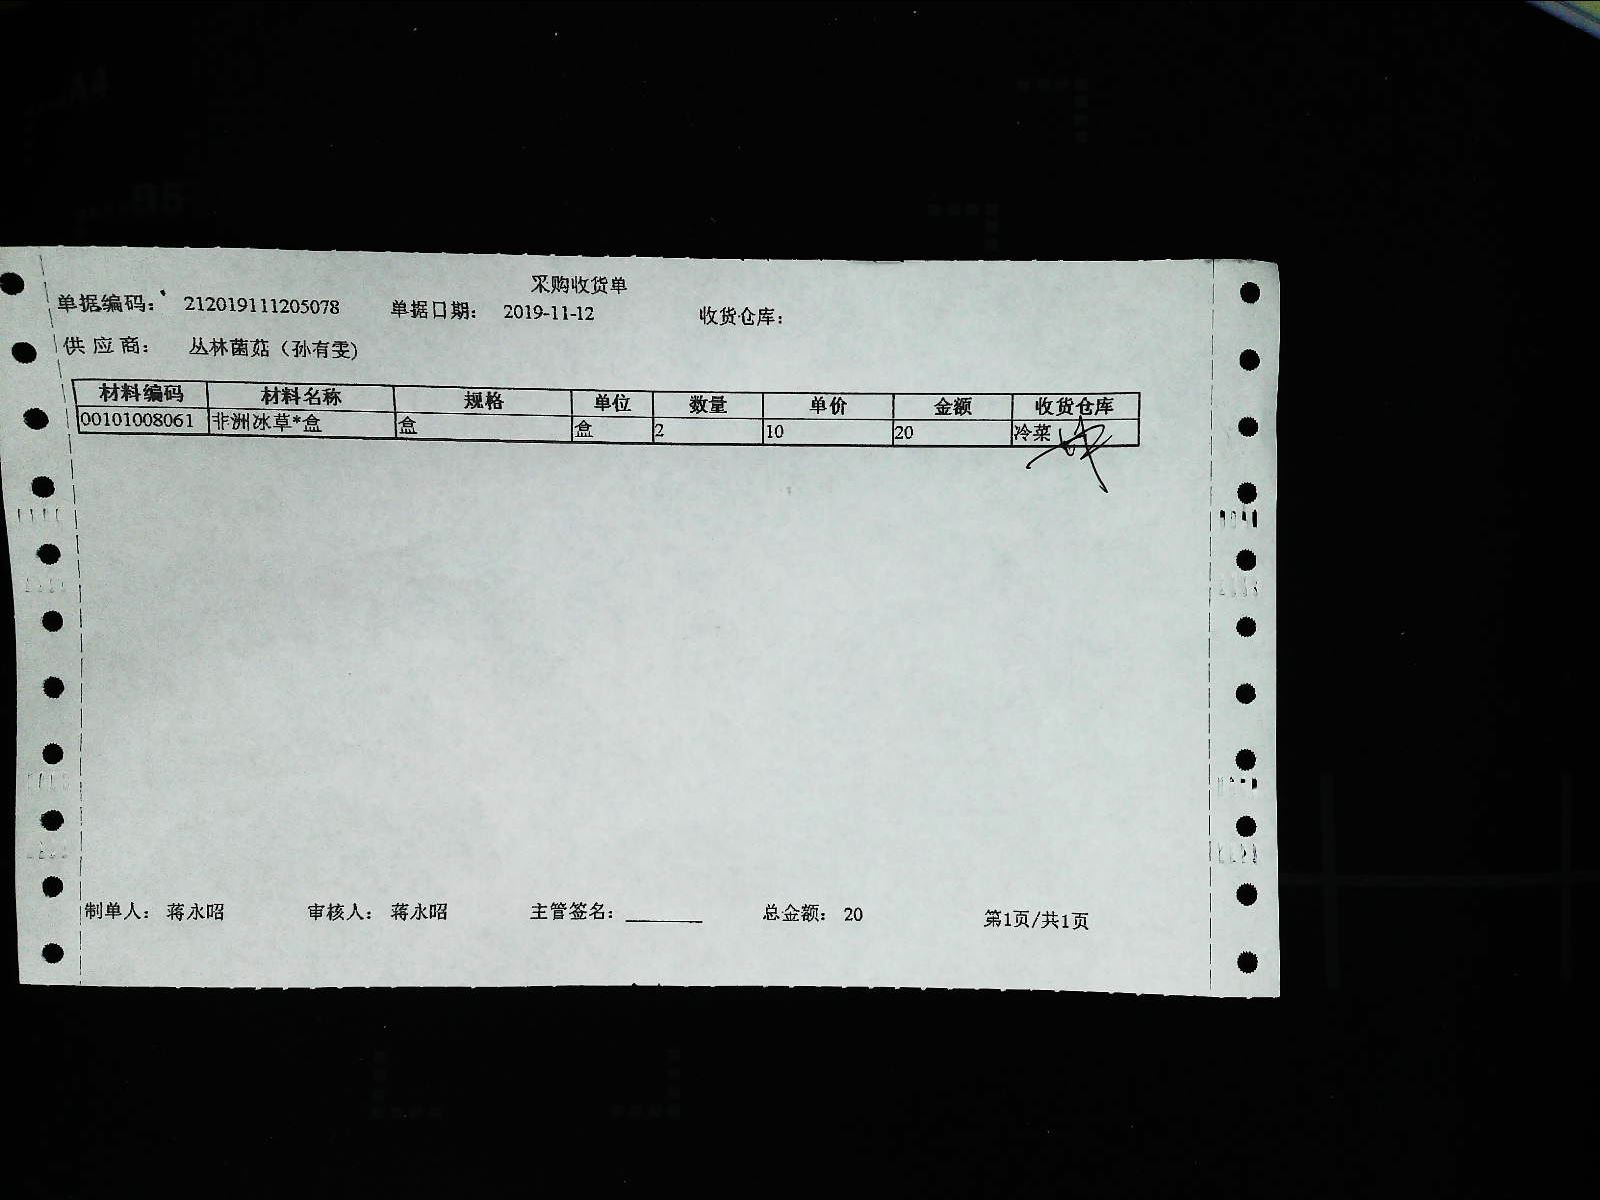 采购收货单
单据编码： 212019111205078 单据日期： 2019-11-12 收货仓库：
供应商： 丛林菌菇（孙有雯）
材料编码 材料名称 规格 单位 数量 单价 金额 收货仓库
00101008061 非洲冰草*盒 盒 盒 2 10 20 冷菜
制单人： 蒋永昭 审核人： 蒋永昭 主管签名： 总金额： 20 第1页/共1页